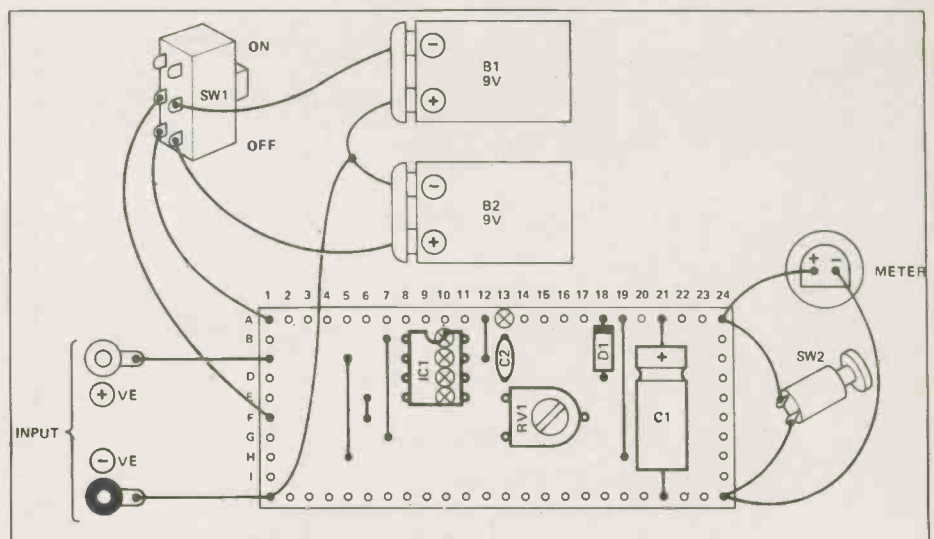 ON
SW1
OFF
−
B1
9V
+
−
B2
9V
+
+ −
METER
1 2 3 4 5 6 7 8 9 10 11 12 13 14 15 16 17 18 19 20 21 22 23 24
A
B
D
E
F
G
H
I
IC1
C2
D1
+
C1
RV1
SW2
INPUT
+ VE
− VE